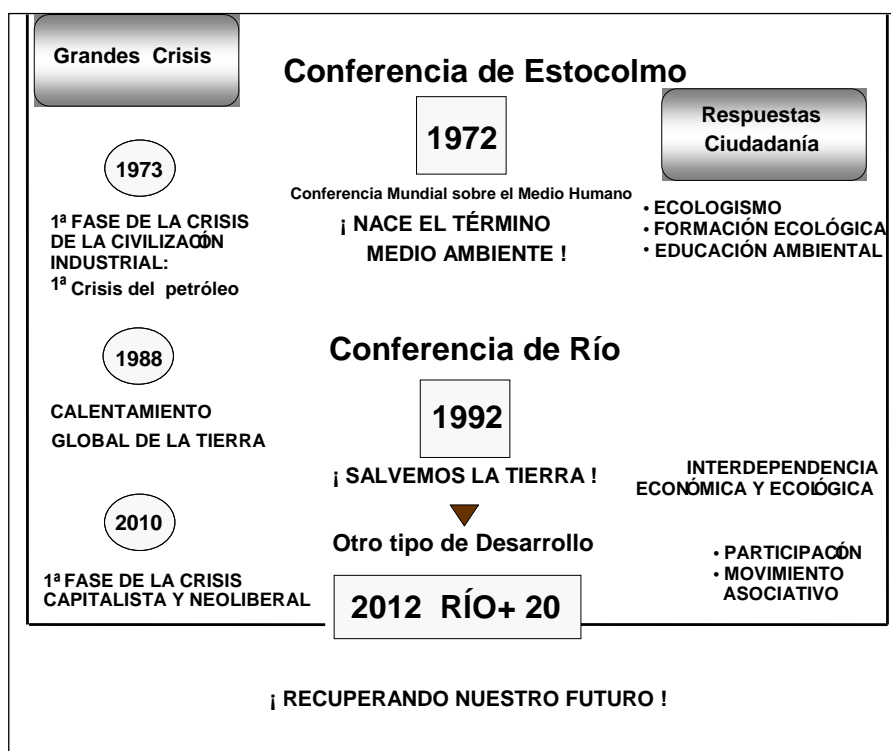 Grandes Crisis
1973
1ª FASE DE LA CRISIS
DE LA CIVILIZACIÓN
INDUSTRIAL:
1ª Crisis del petróleo
1988
CALENTAMIENTO
GLOBAL DE LA TIERRA
2010
1ª FASE DE LA CRISIS
CAPITALISTA Y NEOLIBERAL
Conferencia de Estocolmo
1972
Conferencia Mundial sobre el Medio Humano
¡ NACE EL TÉRMINO
MEDIO AMBIENTE !
Conferencia de Río
1992
¡ SALVEMOS LA TIERRA !
Otro tipo de Desarrollo
2012 RÍO+ 20
Respuestas
Ciudadanía
• ECOLOGISMO
• FORMACIÓN ECOLÓGICA
• EDUCACIÓN AMBIENTAL
INTERDEPENDENCIA
ECONÓMICA Y ECOLÓGICA
• PARTICIPACÓN
• MOVIMIENTO
ASOCIATIVO
¡ RECUPERANDO NUESTRO FUTURO !